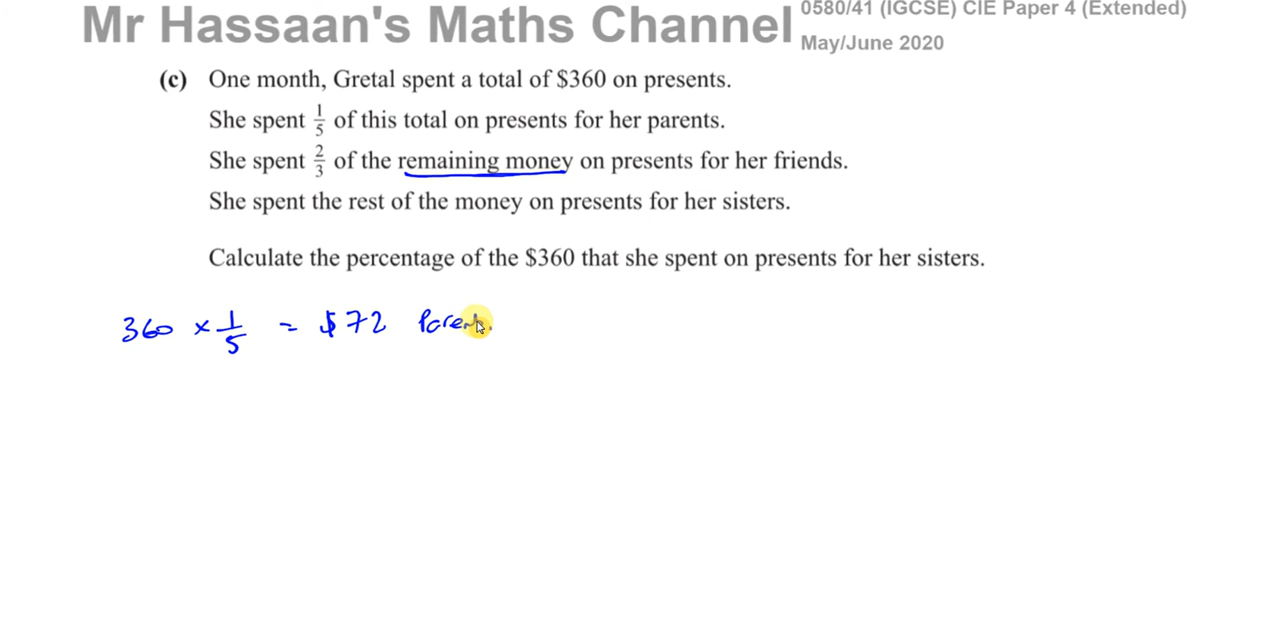 Mr Hassaan's Maths Channel
0580/41 (IGCSE) CIE Paper 4 (Extended)
May/June 2020
(c) One month, Gretal spent a total of $360 on presents.
She spent 1/5 of this total on presents for her parents.
She spent 2/3 of the remaining money on presents for her friends.
She spent the rest of the money on presents for her sisters.
Calculate the percentage of the $360 that she spent on presents for her sisters.
360 × 1/5 = $72